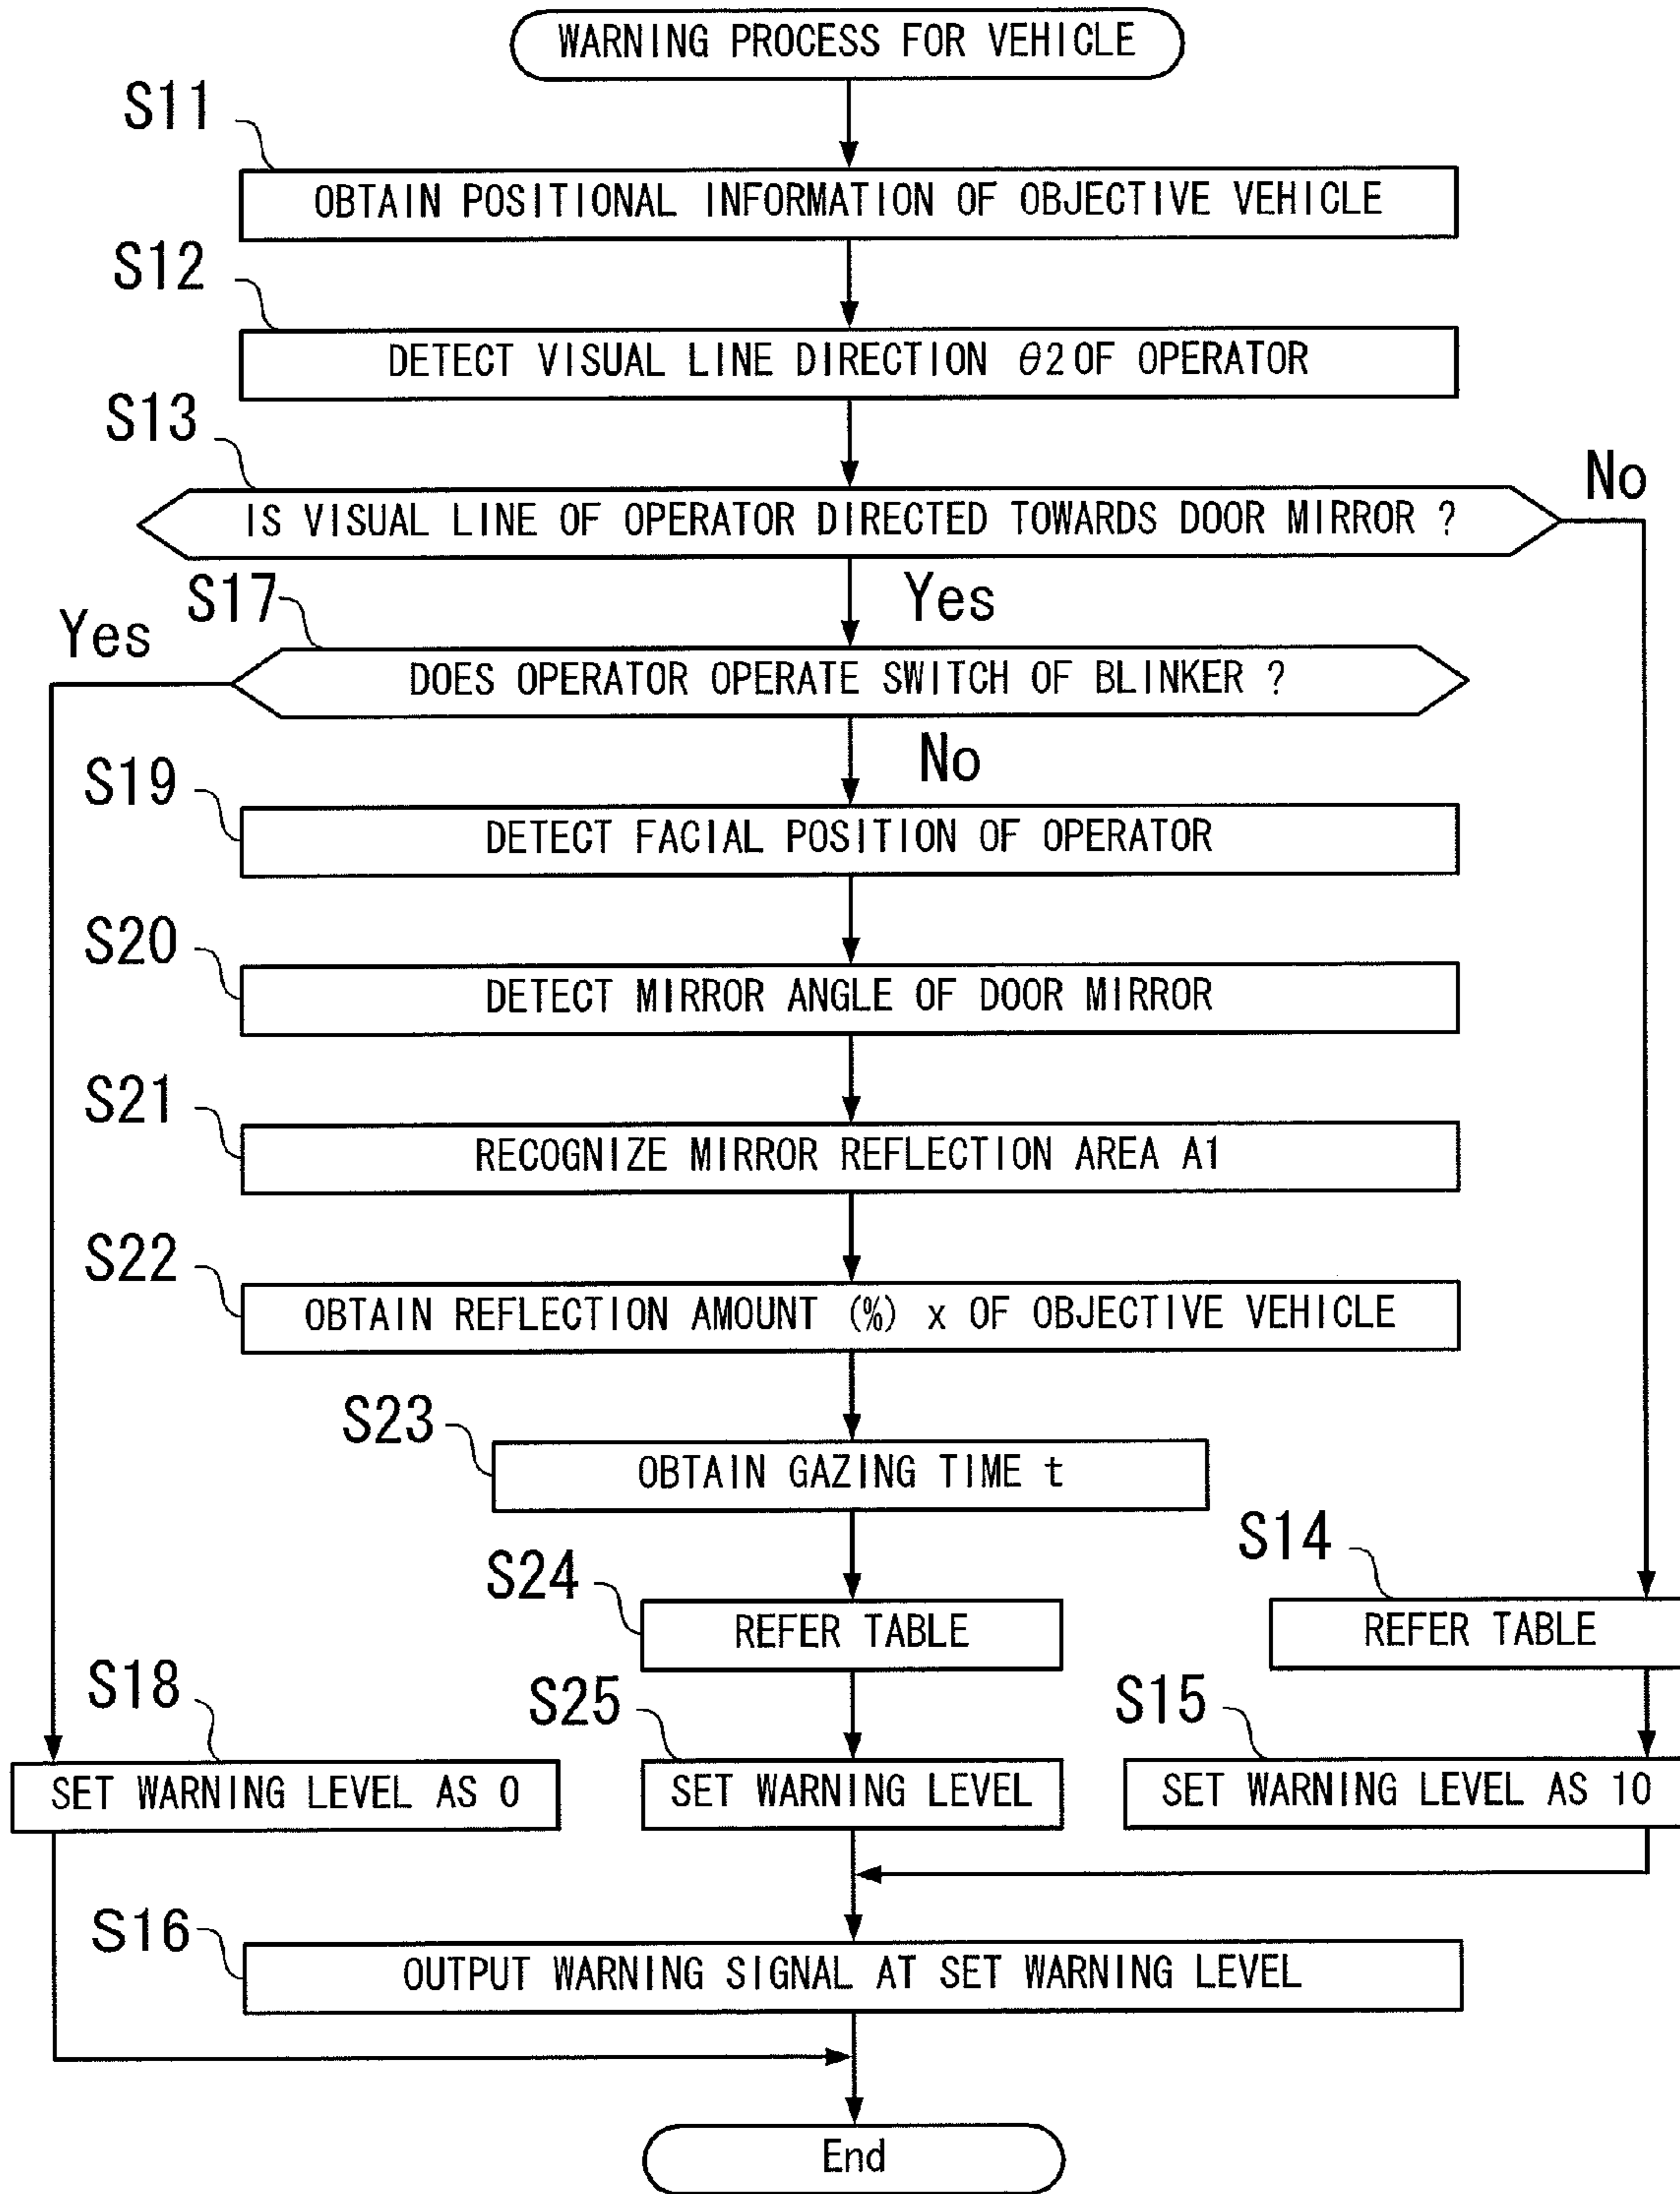 WARNING PROCESS FOR VEHICLE
S11
OBTAIN POSITIONAL INFORMATION OF OBJECTIVE VEHICLE
S12
DETECT VISUAL LINE DIRECTION θ2 OF OPERATOR
S13
IS VISUAL LINE OF OPERATOR DIRECTED TOWARDS DOOR MIRROR ?
No
Yes
S17
Yes
DOES OPERATOR OPERATE SWITCH OF BLINKER ?
No
S19
DETECT FACIAL POSITION OF OPERATOR
S20
DETECT MIRROR ANGLE OF DOOR MIRROR
S21
RECOGNIZE MIRROR REFLECTION AREA A1
S22
OBTAIN REFLECTION AMOUNT (%) x OF OBJECTIVE VEHICLE
S23
OBTAIN GAZING TIME t
S24
REFER TABLE
S14
REFER TABLE
S18
SET WARNING LEVEL AS 0
S25
SET WARNING LEVEL
S15
SET WARNING LEVEL AS 10
S16
OUTPUT WARNING SIGNAL AT SET WARNING LEVEL
End